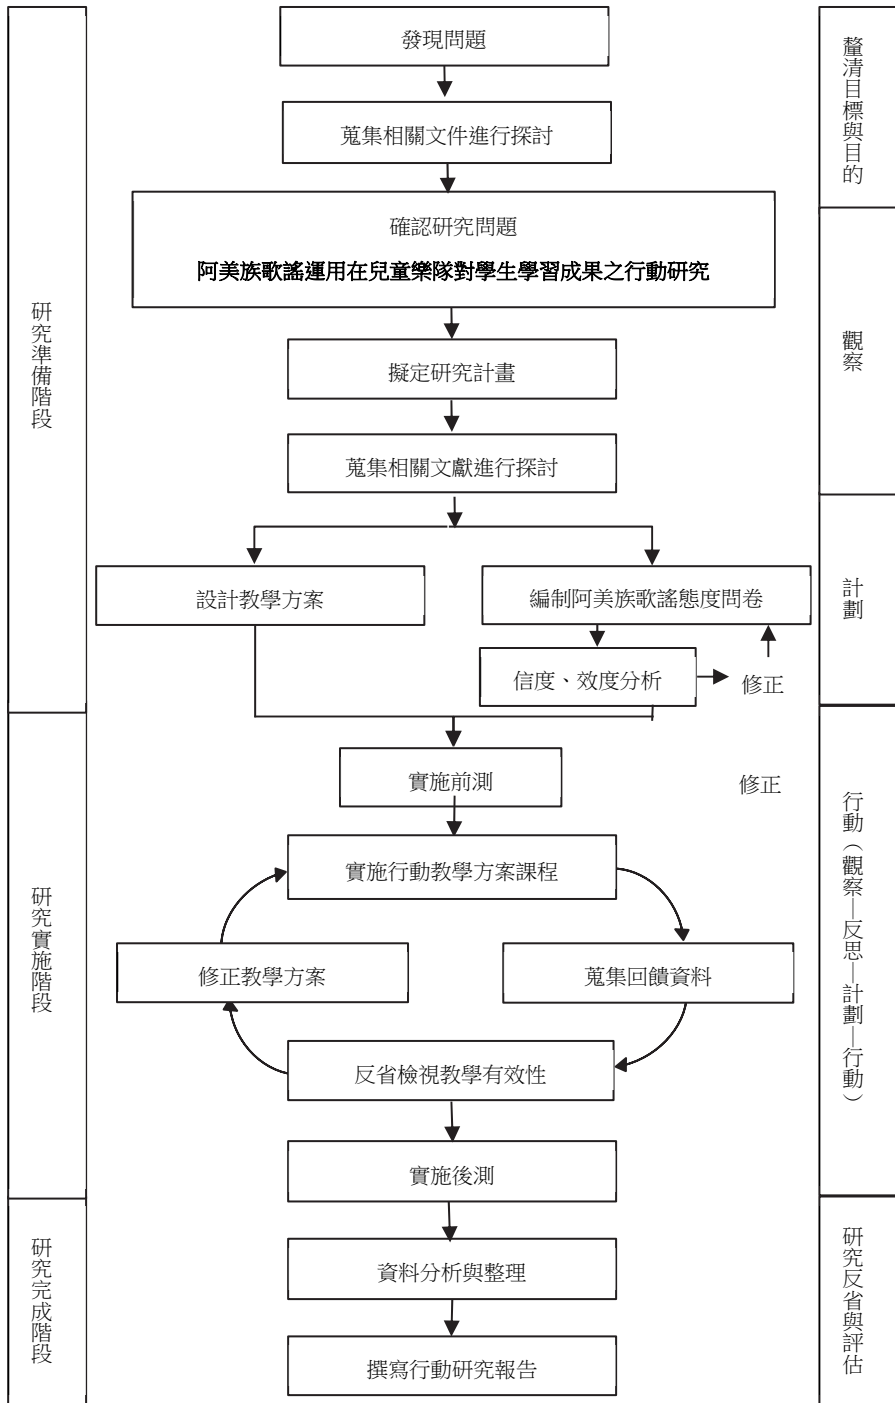 發現問題
蒐集相關文件進行探討
確認研究問題
阿美族歌謠運用在兒童樂隊對學生學習成果之行動研究
擬定研究計畫
蒐集相關文獻進行探討
設計教學方案
編制阿美族歌謠態度問卷
信度、效度分析
修正
實施前測
修正
實施行動教學方案課程
修正教學方案
蒐集回饋資料
反省檢視教學有效性
實施後測
資料分析與整理
撰寫行動研究報告
研究準備階段
研究實施階段
研究完成階段
釐清目標與目的
觀察
計劃
行動（觀察—反思—計劃—行動）
研究反省與評估